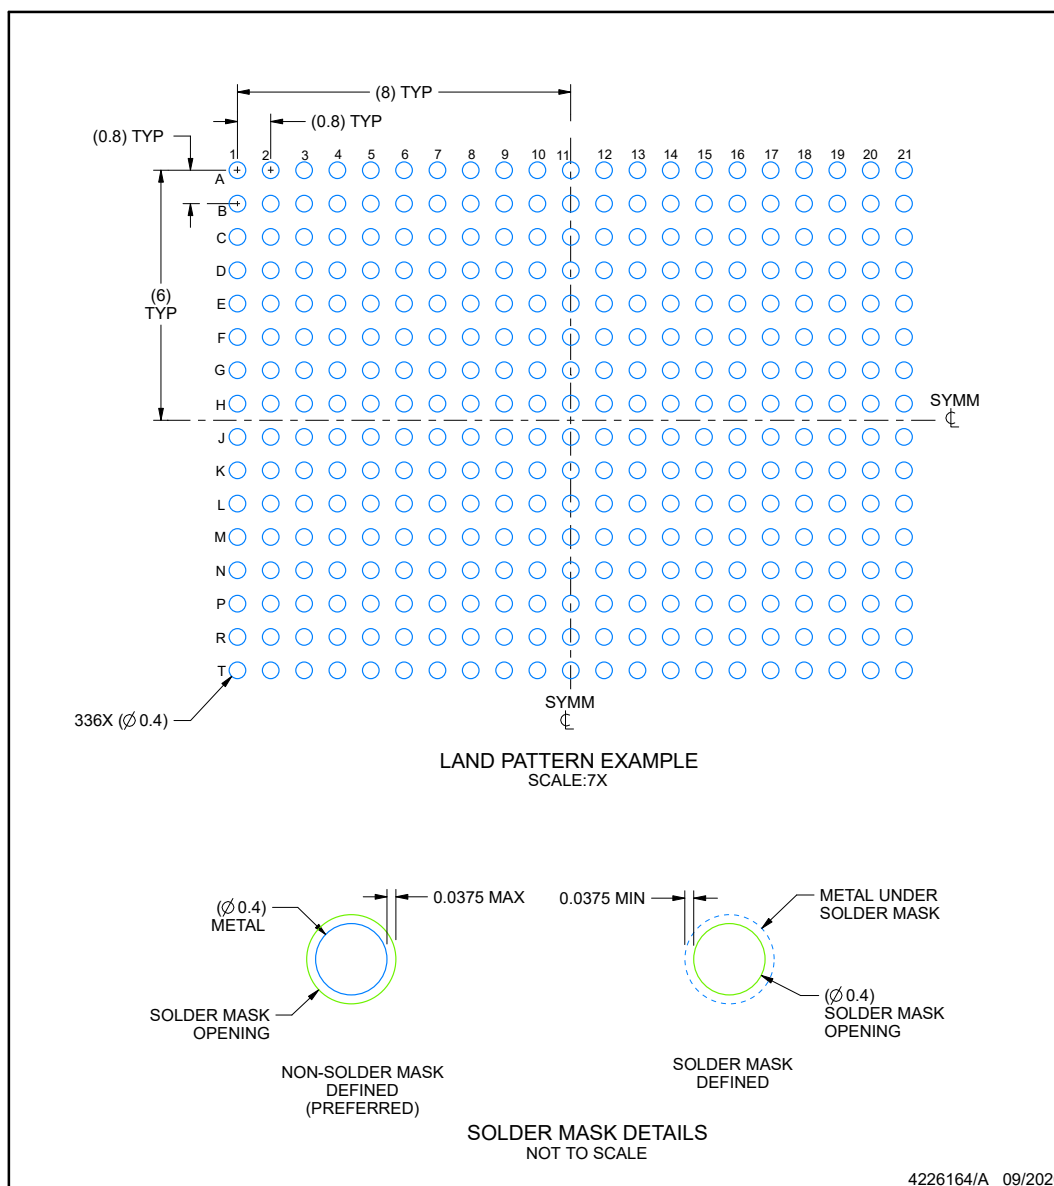 (8) TYP
(0.8) TYP
(0.8) TYP
1 2 3 4 5 6 7 8 9 10 11 12 13 14 15 16 17 18 19 20 21
A
B
C
D
E
(6)
TYP
F
G
H
SYMM
J
K
L
M
N
P
R
T
SYMM
336X (∅ 0.4)
LAND PATTERN EXAMPLE
SCALE:7X
(∅ 0.4)
METAL
0.0375 MAX
SOLDER MASK
OPENING
NON-SOLDER MASK
DEFINED
(PREFERRED)
0.0375 MIN
METAL UNDER
SOLDER MASK
(∅ 0.4)
SOLDER MASK
OPENING
SOLDER MASK
DEFINED
SOLDER MASK DETAILS
NOT TO SCALE
4226164/A 09/202